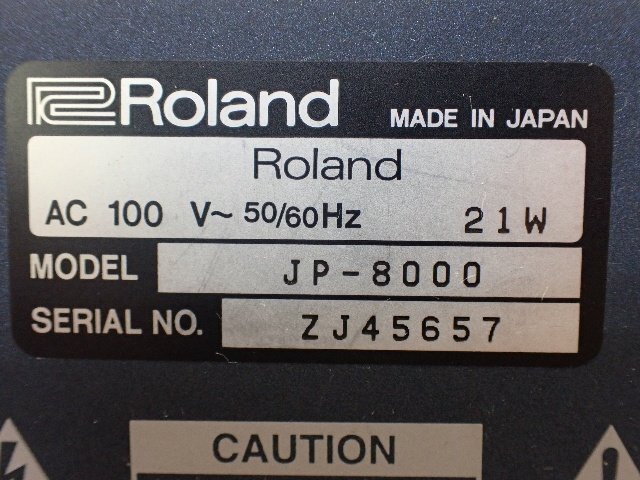 Roland MADE IN JAPAN
Roland
AC 100 V~ 50/60Hz 21W
MODEL JP-8000
SERIAL NO. ZJ45657
CAUTION